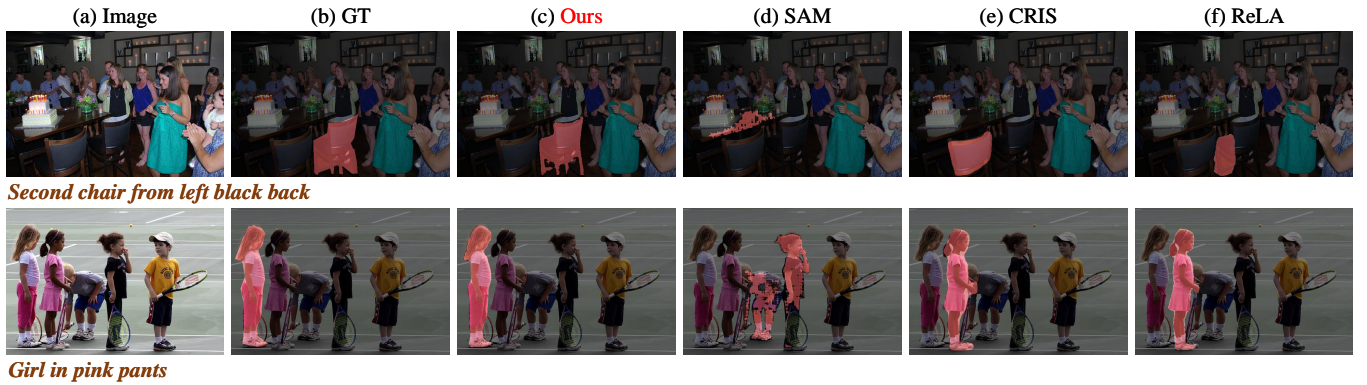 (a) Image (b) GT (c) Ours (d) SAM (e) CRIS (f) ReLA
Second chair from left black back
Girl in pink pants